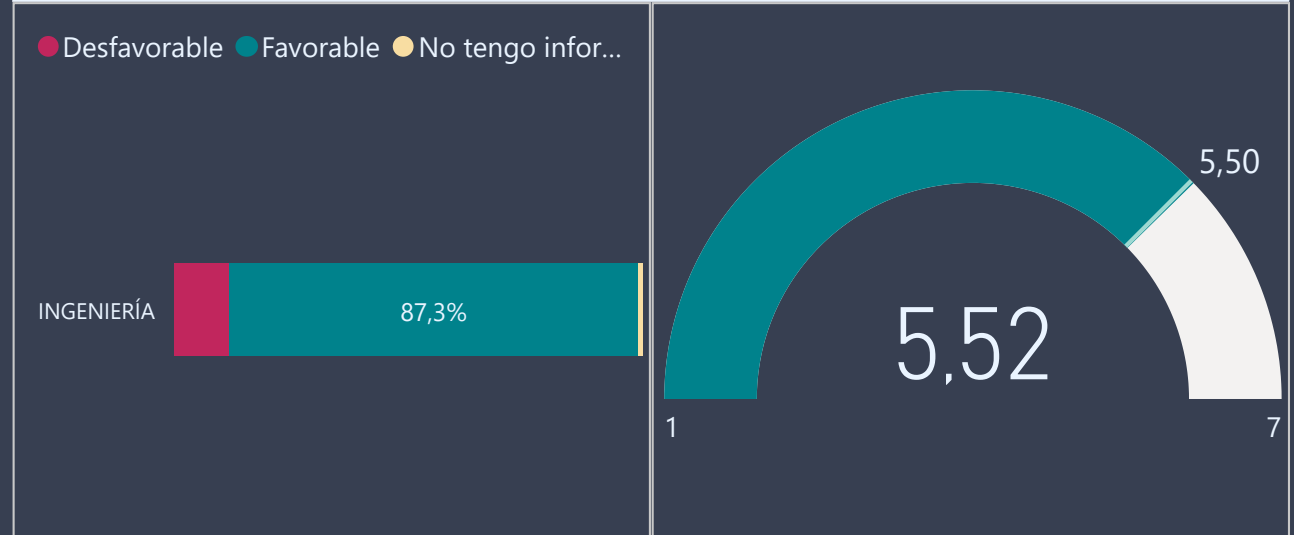 Desfavorable Favorable No tengo infor...
INGENIERÍA 87,3%
5,50
5,52
1 7